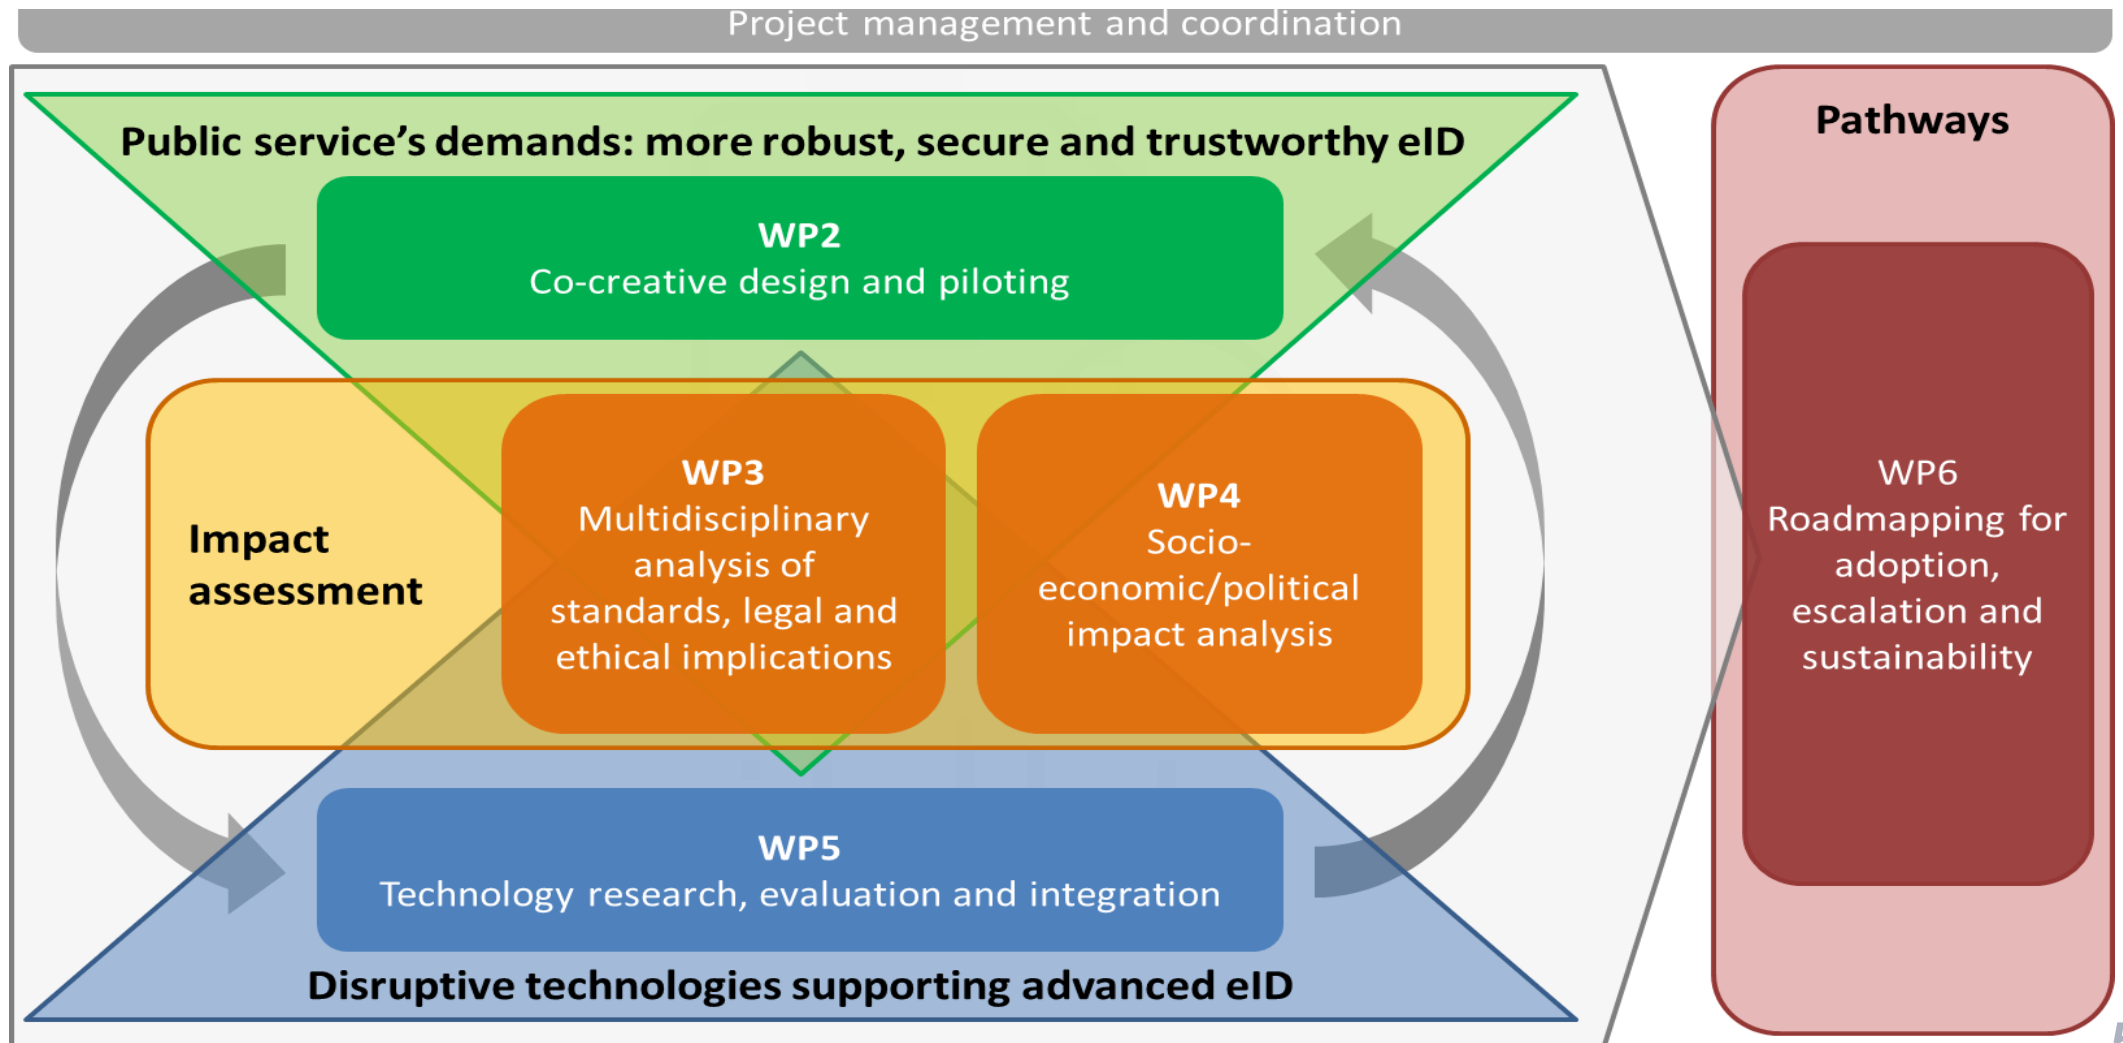 Project management and coordination
Public service’s demands: more robust, secure and trustworthy eID
WP2
Co-creative design and piloting
Impact
assessment
WP3
Multidisciplinary
analysis of
standards, legal and
ethical implications
WP4
Socio-
economic/political
impact analysis
WP5
Technology research, evaluation and integration
Disruptive technologies supporting advanced eID
Pathways
WP6
Roadmapping for
adoption,
escalation and
sustainability